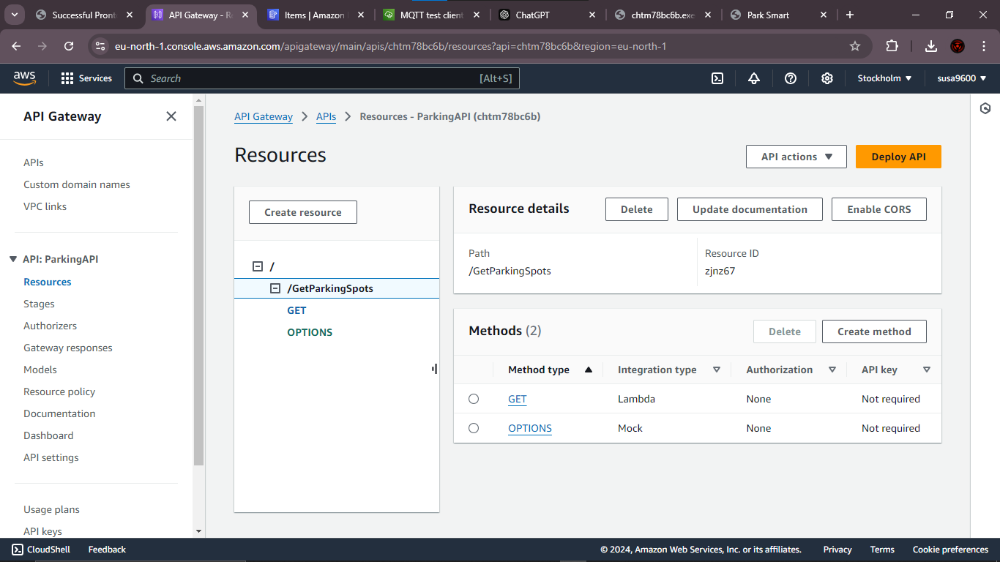 Successful Pront
API Gateway - Re
Items | Amazon
MQTT test client
ChatGPT
chtm78bc6b.exe
Park Smart
eu-north-1.console.aws.amazon.com/apigateway/main/apis/chtm78bc6b/resources?api=chtm78bc6b&region=eu-north-1
aws
Services
Search
[Alt+S]
Stockholm
susa9600
API Gateway
APIs
Custom domain names
VPC links
API: ParkingAPI
Resources
Stages
Authorizers
Gateway responses
Models
Resource policy
Documentation
Dashboard
API settings
Usage plans
API keys
API Gateway > APIs > Resources - ParkingAPI (chtm78bc6b)
Resources
API actions
Deploy API
Create resource
/
/GetParkingSpots
GET
OPTIONS
Resource details
Delete
Update documentation
Enable CORS
Path
/GetParkingSpots
Resource ID
zjnz67
Methods (2)
Delete
Create method
Method type Integration type Authorization API key
GET Lambda None Not required
OPTIONS Mock None Not required
CloudShell
Feedback
© 2024, Amazon Web Services, Inc. or its affiliates.
Privacy
Terms
Cookie preferences